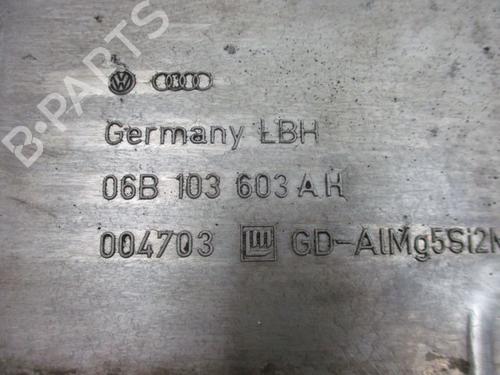 B-PARTS
Germany LBH
06B 103 603 AH
004703 GD-AlMg5Si2M